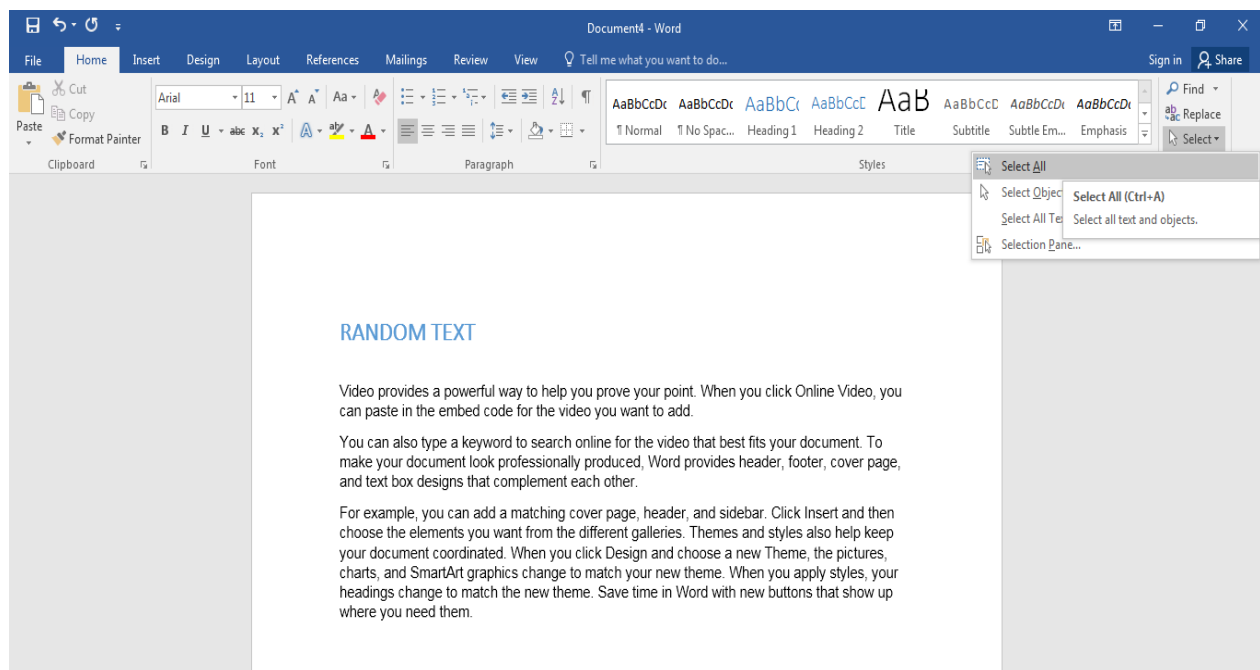 Document4 - Word
File Home Insert Design Layout References Mailings Review View Tell me what you want to do... Sign in Share
Paste
Cut
Copy
Format Painter
Clipboard
Arial 11 Aa
B I U abc X₂ X²
Font
Paragraph
AaBbCcDc AaBbCcDc AaBbCc AaBbCcC AaB AaBbCcD AaBbCcDc AaBbCcDc
¶ Normal ¶ No Spac... Heading 1 Heading 2 Title Subtitle Subtle Em... Emphasis
Styles
Find
Replace
Select
Select All
Select Objec
Select All Te
Selection Pane...
Select All (Ctrl+A)
Select all text and objects.
RANDOM TEXT
Video provides a powerful way to help you prove your point. When you click Online Video, you
can paste in the embed code for the video you want to add.
You can also type a keyword to search online for the video that best fits your document. To
make your document look professionally produced, Word provides header, footer, cover page,
and text box designs that complement each other.
For example, you can add a matching cover page, header, and sidebar. Click Insert and then
choose the elements you want from the different galleries. Themes and styles also help keep
your document coordinated. When you click Design and choose a new Theme, the pictures,
charts, and SmartArt graphics change to match your new theme. When you apply styles, your
headings change to match the new theme. Save time in Word with new buttons that show up
where you need them.